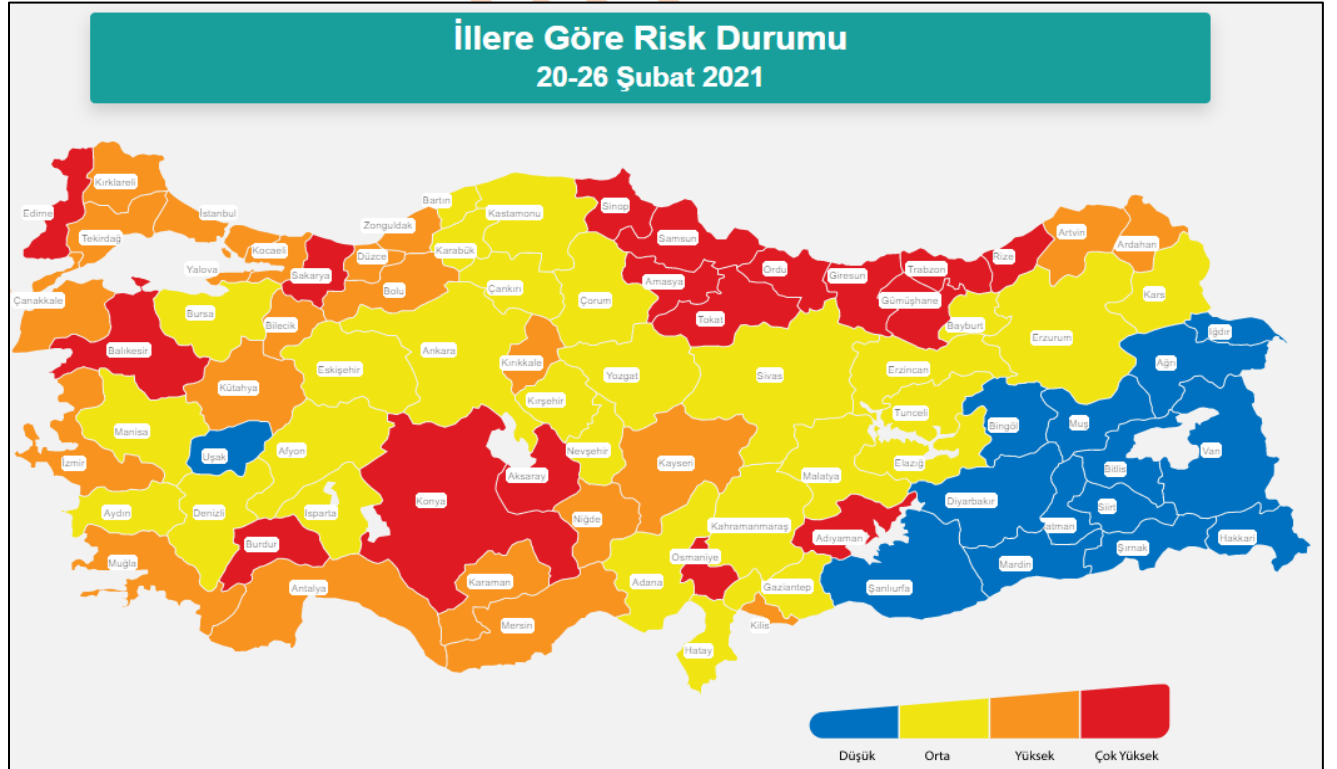 İllere Göre Risk Durumu
20-26 Şubat 2021
Kırklareli
Edirne
İstanbul
Tekirdağ
Kocaeli
Yalova
Sakarya
Düzce
Zonguldak
Bartın
Kastamonu
Karabük
Bolu
Çankırı
Sinop
Samsun
Amasya
Ordu
Tokat
Çorum
Giresun
Trabzon
Gümüşhane
Rize
Artvin
Ardahan
Kars
Bayburt
Erzurum
Iğdır
Ağrı
Çanakkale
Balıkesir
Bursa
Bilecik
Kütahya
Eskişehir
Ankara
Kırıkkale
Kırşehir
Yozgat
Sivas
Erzincan
Tunceli
Bingöl
Muş
Van
Bitlis
Elazığ
Malatya
Manisa
Uşak
Afyon
İzmir
Konya
Aksaray
Nevşehir
Kayseri
Niğde
Diyarbakır
Siirt
atman
Şırnak
Hakkari
Mardin
Şanlıurfa
Adıyaman
Kahramanmaraş
Osmaniye
Gaziantep
Adana
Kilis
Hatay
Aydın
Denizli
Isparta
Burdur
Muğla
Antalya
Karaman
Mersin
Düşük
Orta
Yüksek
Çok Yüksek